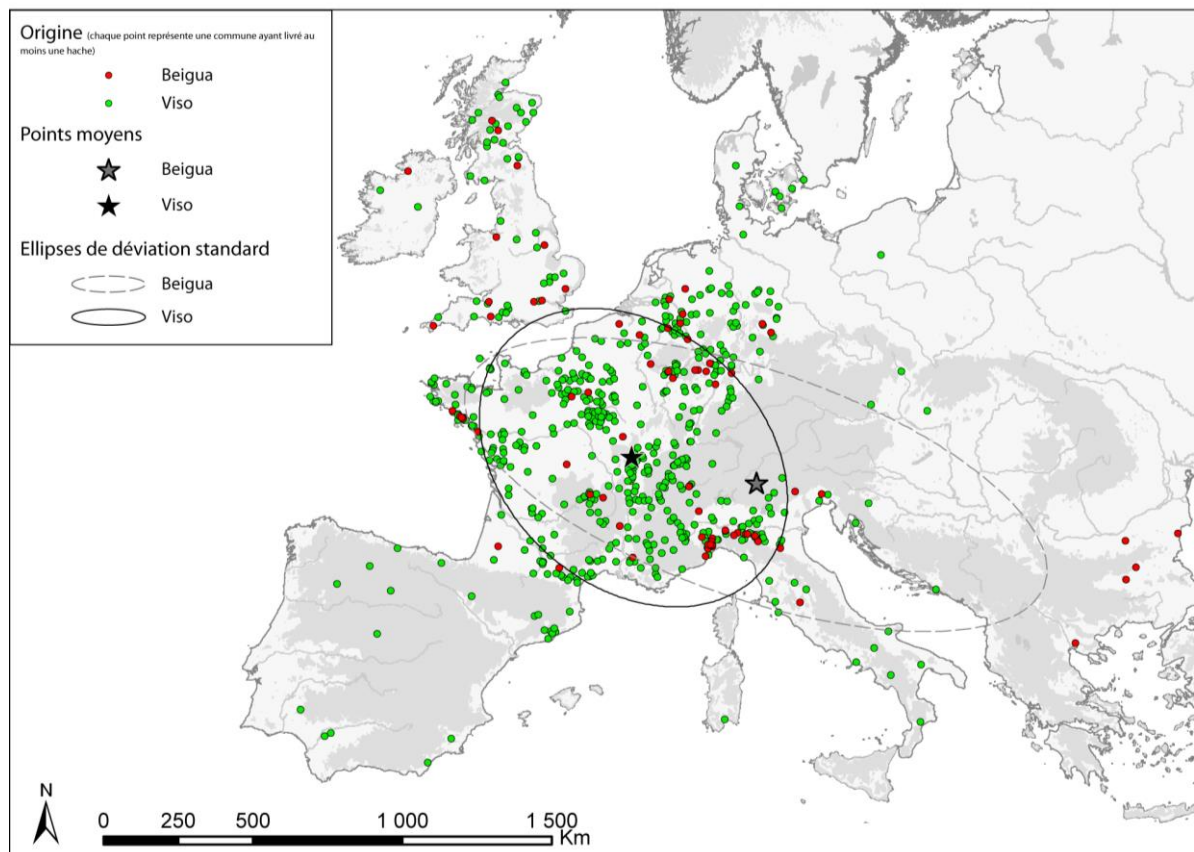 Origine (chaque point représente une commune ayant livré au
moins une hache)
Beigua
Viso
Points moyens
Beigua
Viso
Ellipses de déviation standard
Beigua
Viso
N
0 250 500 1 000 1 500
Km